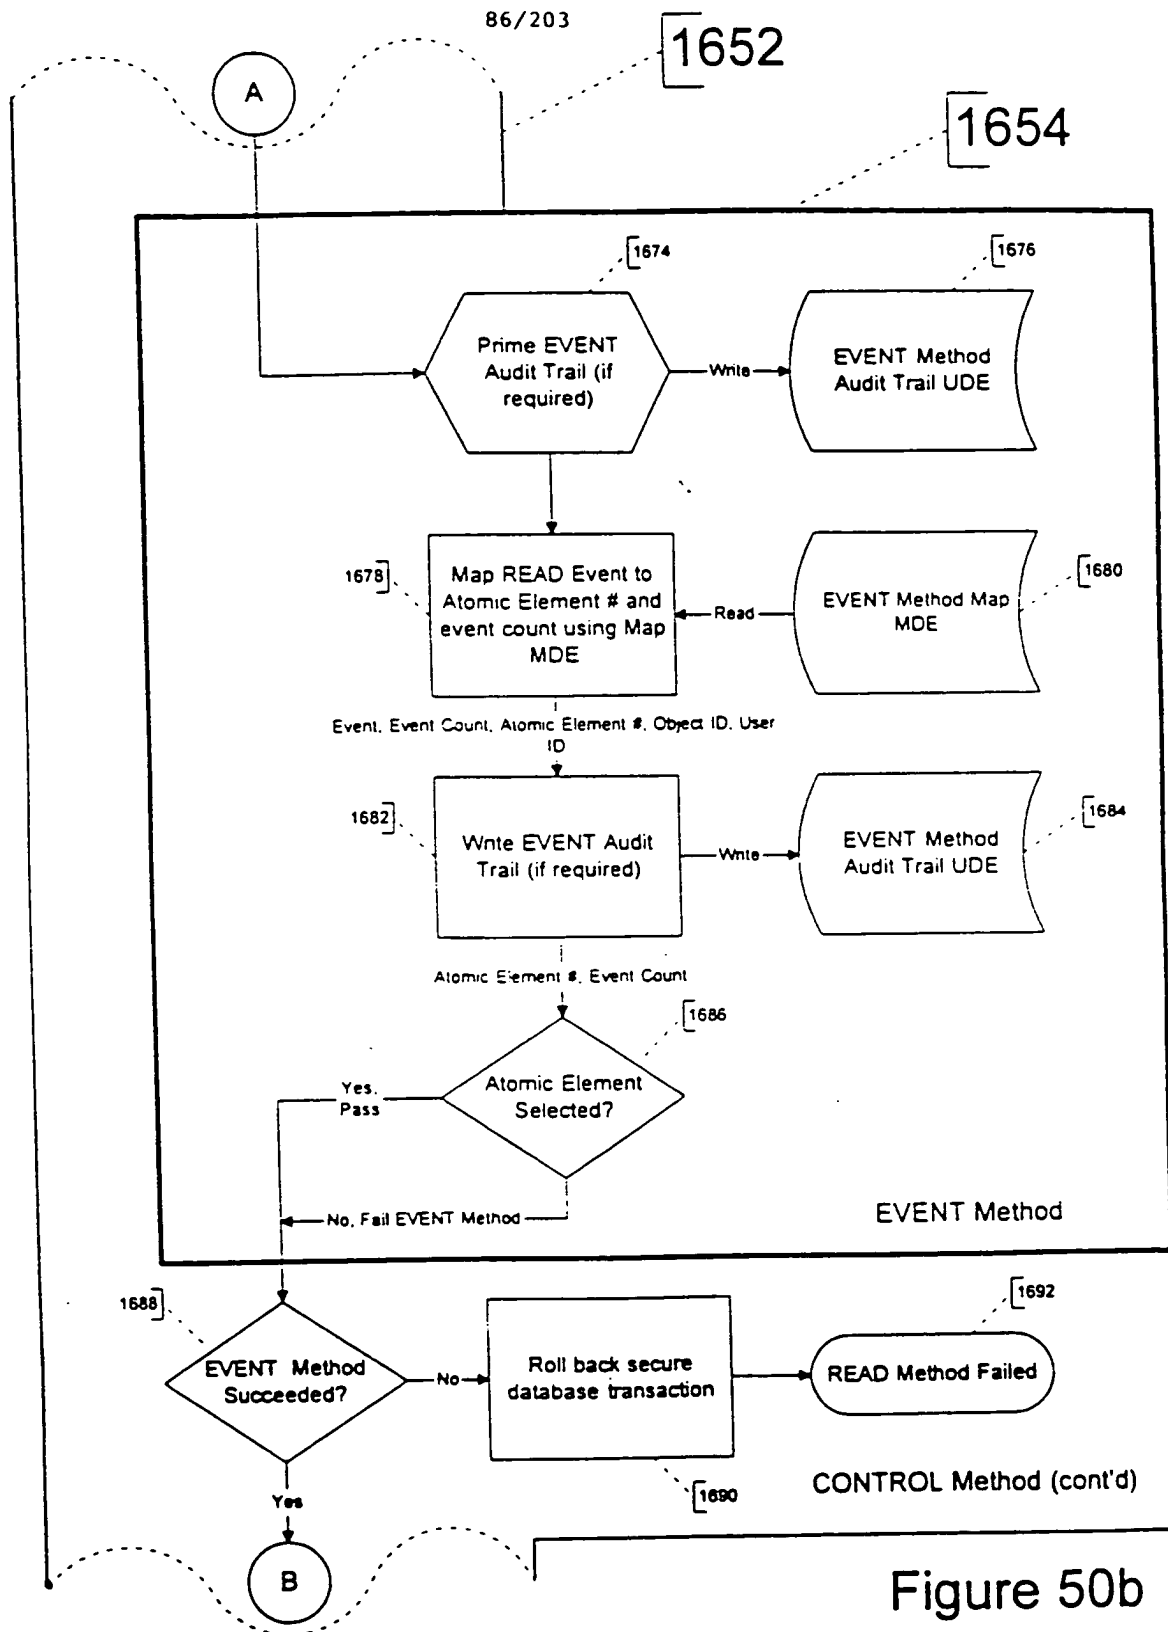 86/203
1652
A
1654
1674
1676
Prime EVENT
Audit Trail (if
required)
Write
EVENT Method
Audit Trail UDE
1678
Map READ Event to
Atomic Element # and
event count using Map
MDE
Read
EVENT Method Map
MDE
1680
Event, Event Count, Atomic Element #, Object ID, User
ID
1682
Write EVENT Audit
Trail (if required)
Write
EVENT Method
Audit Trail UDE
1684
Atomic Element #, Event Count
1686
Atomic Element
Selected?
Yes,
Pass
No, Fail EVENT Method
EVENT Method
1688
EVENT Method
Succeeded?
No
Roll back secure
database transaction
1690
READ Method Failed
1692
CONTROL Method (cont'd)
Yes
B
Figure 50b